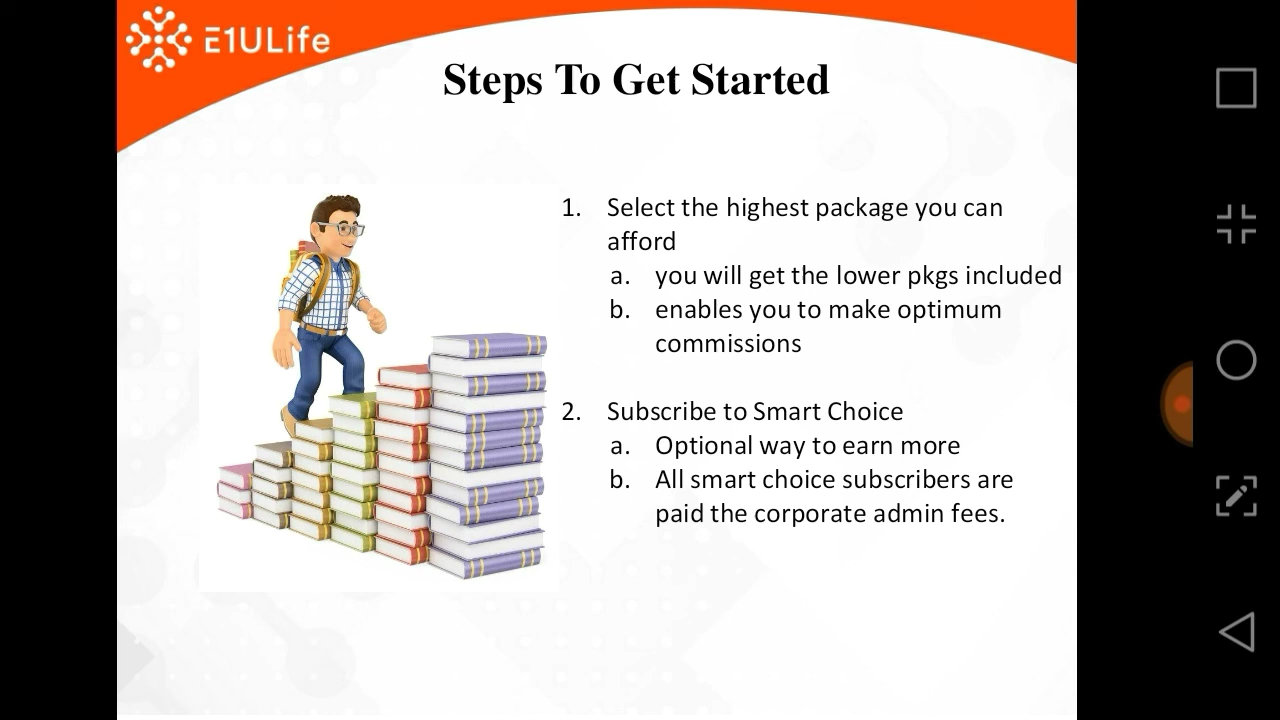 E1ULife
Steps To Get Started
1. Select the highest package you can
afford
a. you will get the lower pkgs included
b. enables you to make optimum
commissions
2. Subscribe to Smart Choice
a. Optional way to earn more
b. All smart choice subscribers are
paid the corporate admin fees.